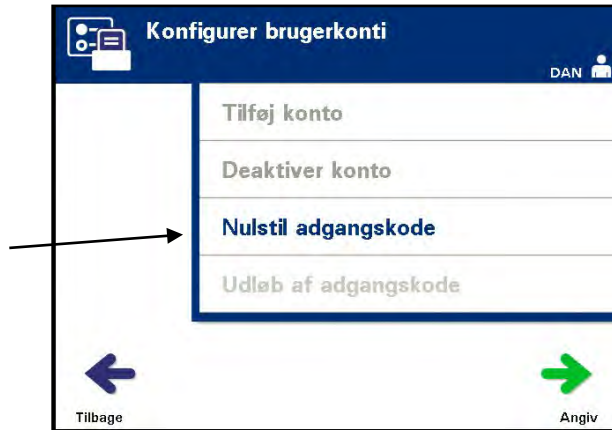 Konfigurer brugerkonti
DAN
Tilføj konto
Deaktiver konto
Nulstil adgangskode
Udløb af adgangskode
Tilbage
Angiv